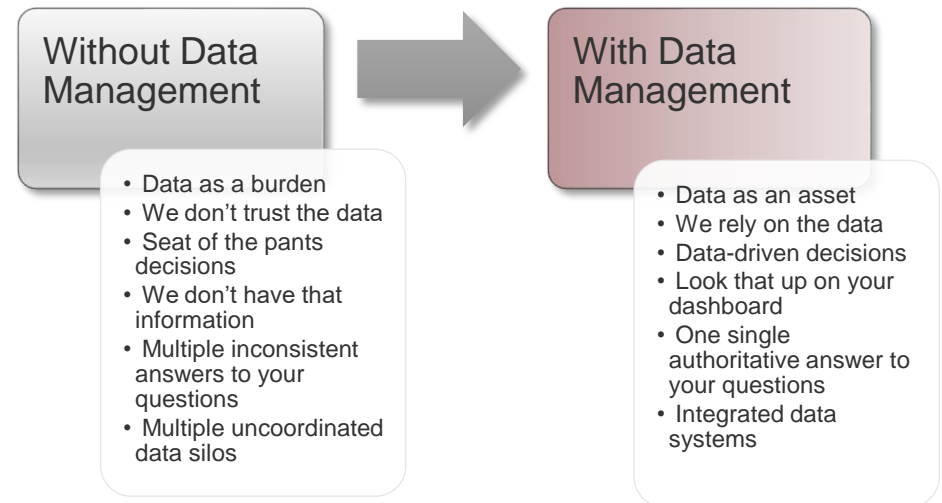 Without Data
Management
• Data as a burden
• We don’t trust the data
• Seat of the pants
decisions
• We don’t have that
information
• Multiple inconsistent
answers to your
questions
• Multiple uncoordinated
data silos
With Data
Management
• Data as an asset
• We rely on the data
• Data-driven decisions
• Look that up on your
dashboard
• One single
authoritative answer to
your questions
• Integrated data
systems